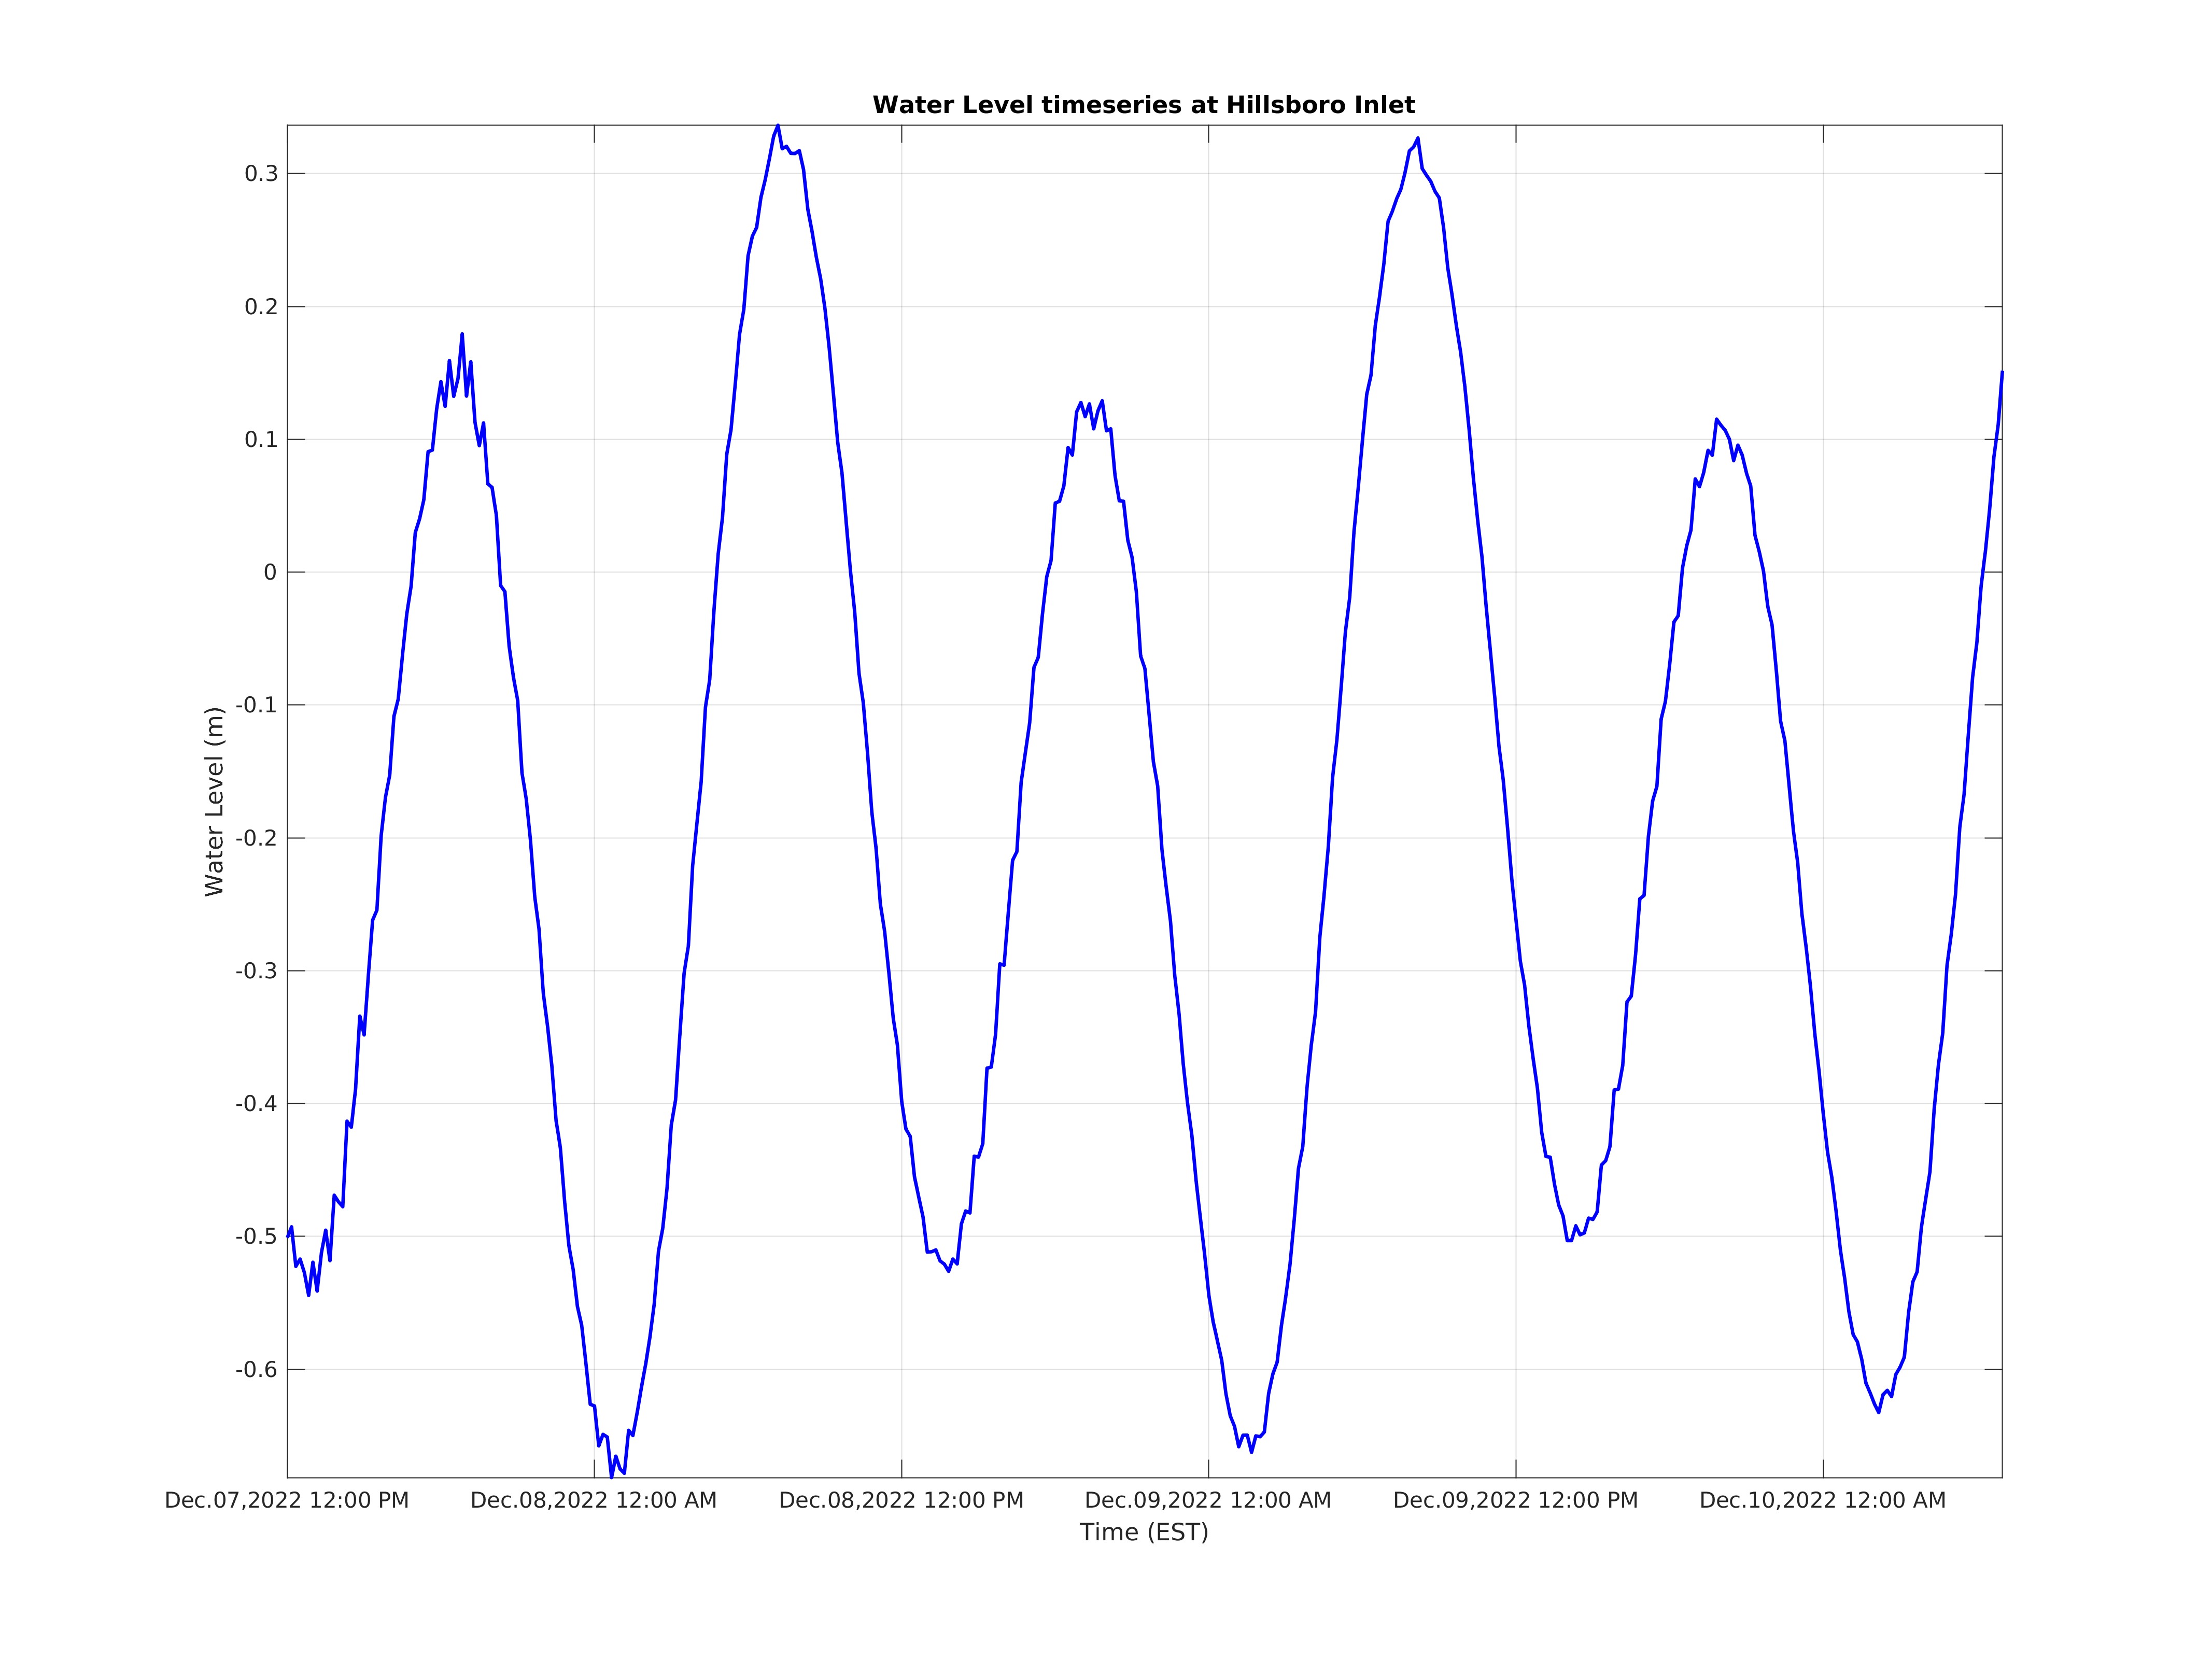 Water Level timeseries at Hillsboro Inlet
0.3
0.2
0.1
0
-0.1
-0.2
-0.3
-0.4
-0.5
-0.6
Water Level (m)
Dec.07,2022 12:00 PM
Dec.08,2022 12:00 AM
Dec.08,2022 12:00 PM
Dec.09,2022 12:00 AM
Dec.09,2022 12:00 PM
Dec.10,2022 12:00 AM
Time (EST)